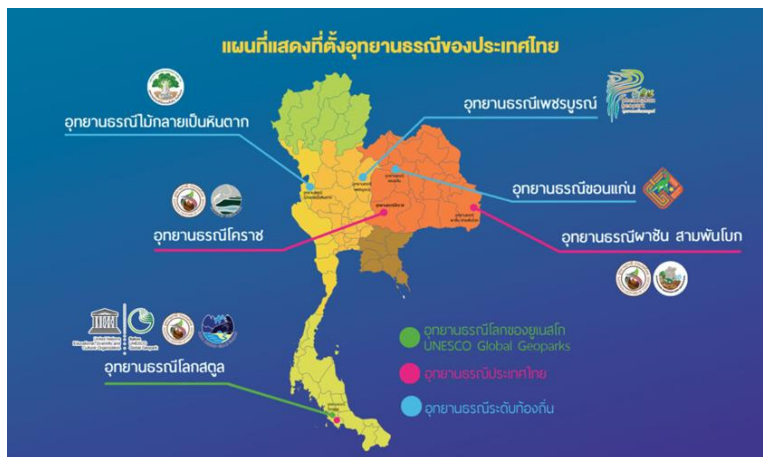 แผนที่แสดงที่ตั้งอุทยานธรณีของประเทศไทย
อุทยานธรณีเพชรบูรณ์
อุทยานธรณีไม้กลายเป็นหินตาก
อุทยานธรณีขอนแก่น
อุทยานธรณีโคราช
อุทยานธรณีผาชัน สามพันโบก
อุทยานธรณีโลกสตูล
อุทยานธรณีโลกของยูเนสโก
UNESCO Global Geoparks
อุทยานธรณีประเทศไทย
อุทยานธรณีระดับท้องถิ่น